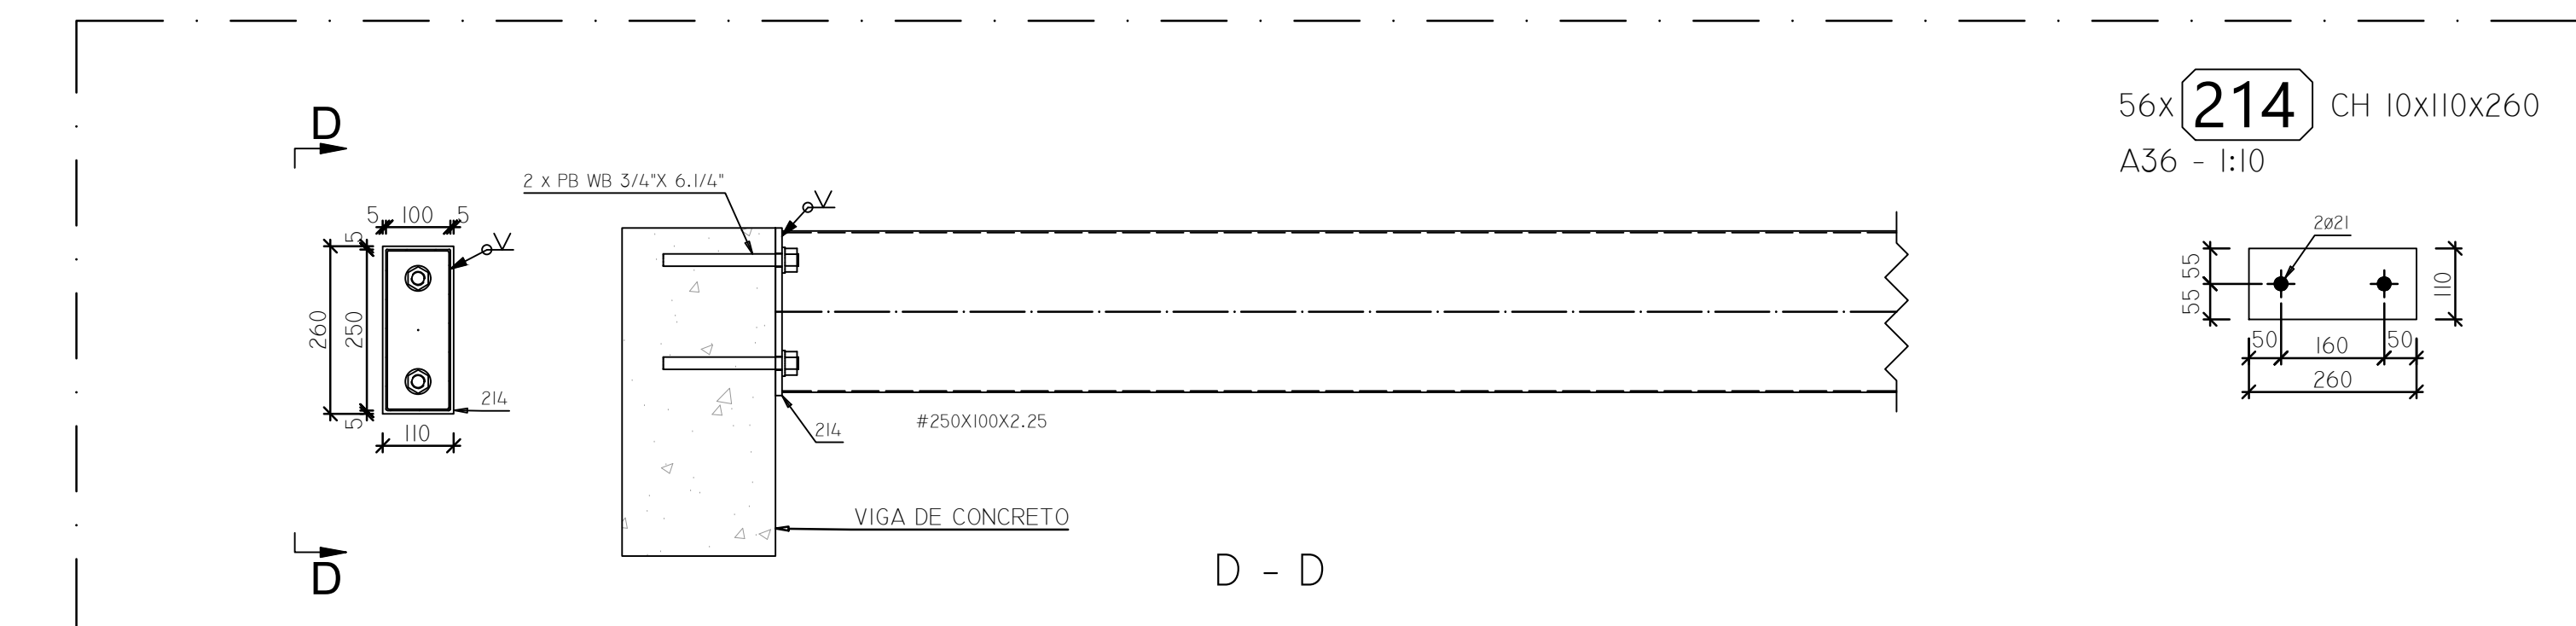 D
D
5 100 5
5
260
250
5
110
214
2 x PB WB 3/4"X 6.1/4"
214
#250X100X2.25
VIGA DE CONCRETO
D - D
56x 214 CH 10x110x260
A36 - 1:10
2ø21
55
55
110
50 160 50
260